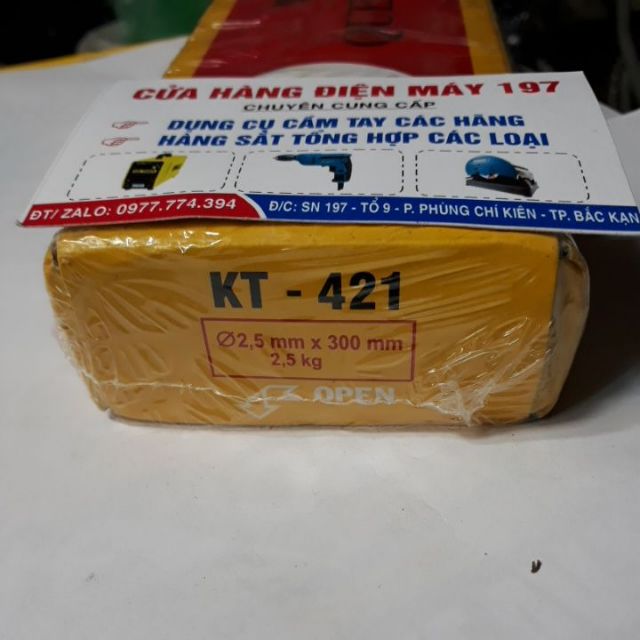 CỬA HÀNG ĐIỆN MÁY 197
CHUYÊN CUNG CẤP
DỤNG CỤ CẦM TAY CÁC HÃNG
HÀNG SẮT TỔNG HỢP CÁC LOẠI
ĐT/ ZALO: 0977.774.394
Đ/C: SN 197 - TỔ 9 - P. PHÙNG CHÍ KIÊN - TP. BẮC KẠN
KT - 421
Ø2,5 mm x 300 mm
2,5 kg
OPEN